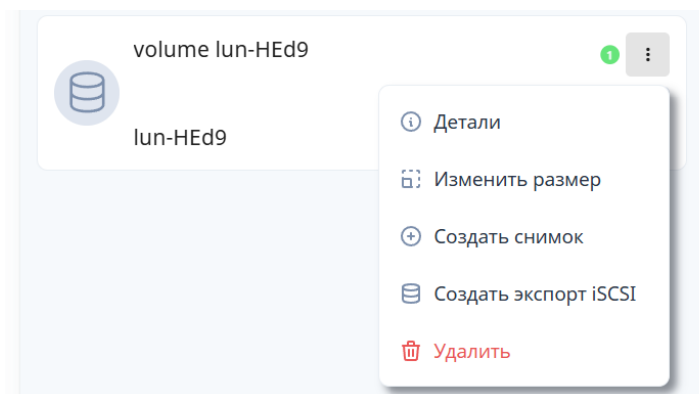 volume lun-HEd9
1
lun-HEd9
Детали
Изменить размер
Создать снимок
Создать экспорт iSCSI
Удалить